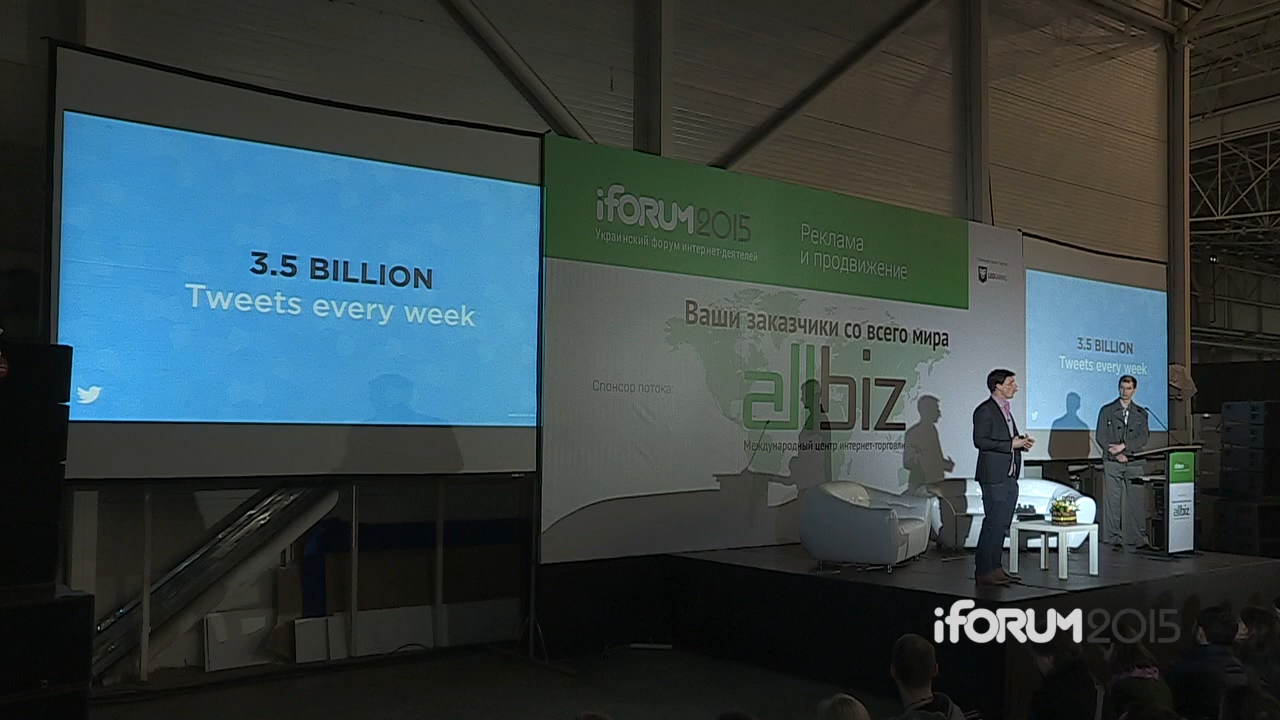 3.5 BILLION
Tweets every week
iFORUM2015
Украинский форум интернет-деятелей
Реклама
и продвижение
Ваши заказчики со всего мира
Спонсор потока:
allbiz
Международный центр интернет-торговли
3.5 BILLION
Tweets every week
allbiz
iFORUM2015